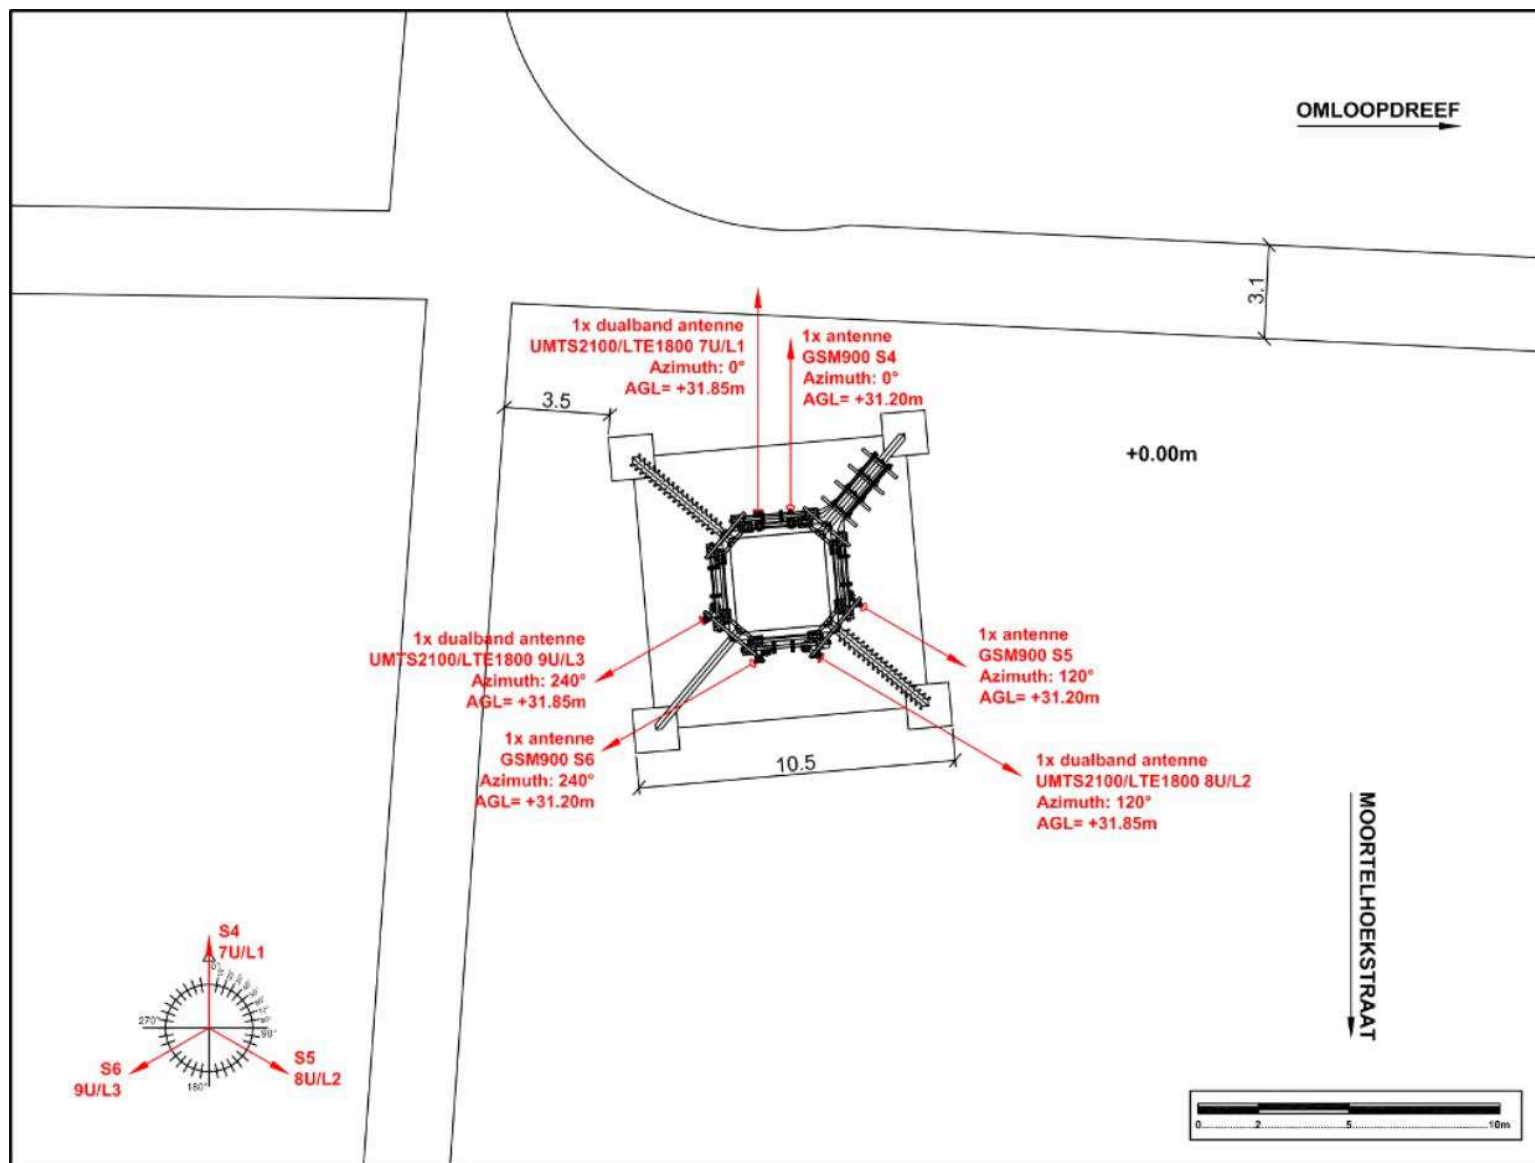 OMLOOPDREEF
3.1
1x dualband antenne
UMTS2100/LTE1800 7U/L1
Azimuth: 0°
AGL= +31.85m
1x antenne
GSM900 S4
Azimuth: 0°
AGL= +31.20m
3.5
+0.00m
1x dualband antenne
UMTS2100/LTE1800 9U/L3
Azimuth: 240°
AGL= +31.85m
1x antenne
GSM900 S5
Azimuth: 120°
AGL= +31.20m
1x antenne
GSM900 S6
Azimuth: 240°
AGL= +31.20m
10.5
1x dualband antenne
UMTS2100/LTE1800 8U/L2
Azimuth: 120°
AGL= +31.85m
MOORTELHOEKSTRAAT
S4
7U/L1
270°
90°
S6
9U/L3
S5
8U/L2
180°
0 2 5 10m